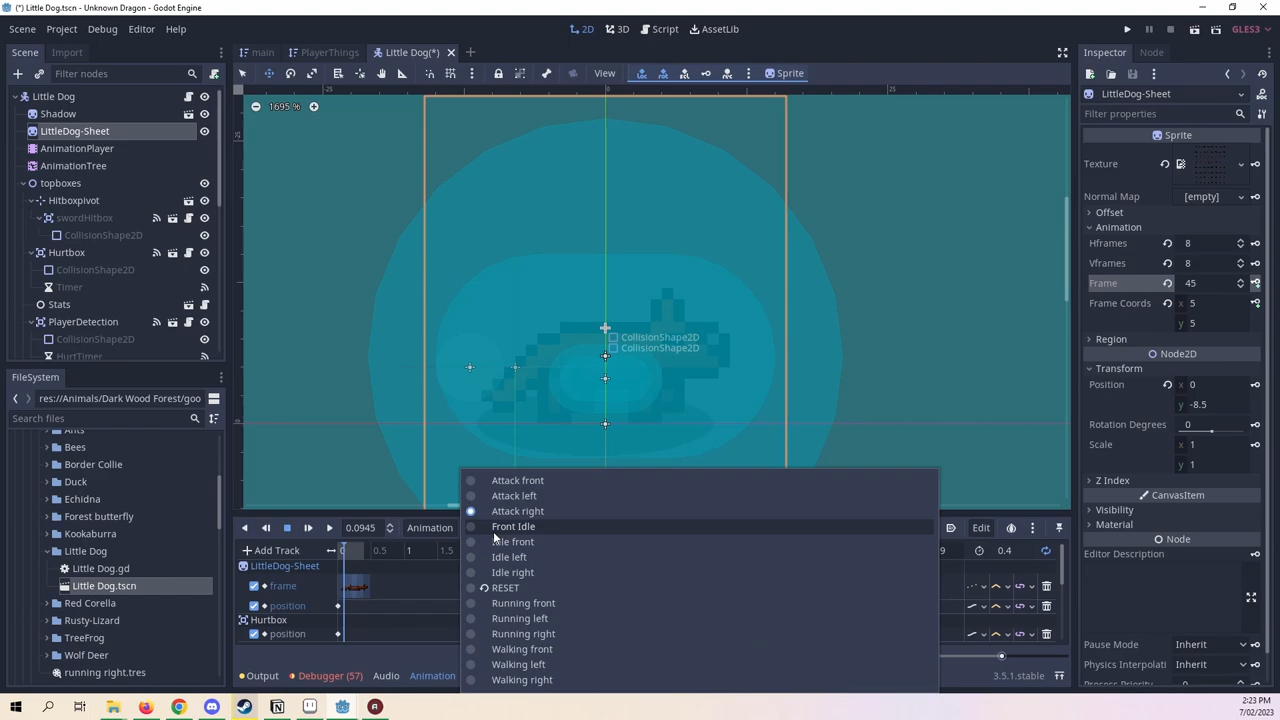 (*) Little Dog.tscn - Unknown Dragon - Godot Engine
Scene Project Debug Editor Help
2D 3D Script AssetLib
GLES3
Scene Import
main PlayerThings Little Dog(*)
Inspector Node
Filter nodes
View
Sprite
Little Dog
Shadow
LittleDog-Sheet
AnimationPlayer
AnimationTree
topboxes
Hitboxpivot
swordHitbox
CollisionShape2D
Hurtbox
CollisionShape2D
Timer
Stats
PlayerDetection
CollisionShape2D
HurtTimer
-25 0 25
1695 %
CollisionShape2D
CollisionShape2D
FileSystem
res://Animals/Dark Wood Forest/goo
Search files
Ants
Bees
Border Collie
Duck
Echidna
Forest butterfly
Kookaburra
Little Dog
Little Dog.gd
Little Dog.tscn
Red Corella
Rusty-Lizard
TreeFrog
Wolf Deer
running right.tres
Attack front
Attack left
Attack right
Front Idle
Idle front
Idle left
Idle right
RESET
Running front
Running left
Running right
Walking front
Walking left
Walking right
0.0945 Animation
Edit
Add Track 0 0.5 1
0.4
LittleDog-Sheet
frame
position
Hurtbox
position
Output Debugger (57) Audio Animation
3.5.1.stable
LittleDog-Sheet
Filter properties
Sprite
Texture
Normal Map [empty]
Offset
Animation
Hframes 8
Vframes 8
Frame 45
Frame Coords x 5
y 5
Region
Node2D
Transform
Position x 0
y -8.5
Rotation Degrees 0
Scale x 1
y 1
Z Index
CanvasItem
Visibility
Material
Node
Editor Description
Pause Mode Inherit
Physics Interpolati Inherit
2:23 PM
7/02/2023